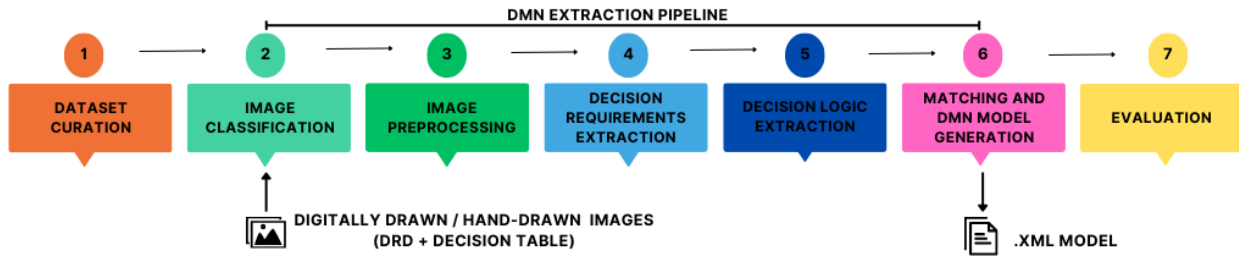 DMN EXTRACTION PIPELINE
1
2
3
4
5
6
7
DATASET
CURATION
IMAGE
CLASSIFICATION
IMAGE
PREPROCESSING
DECISION
REQUIREMENTS
EXTRACTION
DECISION LOGIC
EXTRACTION
MATCHING AND
DMN MODEL
GENERATION
EVALUATION
DIGITALLY DRAWN / HAND-DRAWN IMAGES
(DRD + DECISION TABLE)
.XML MODEL